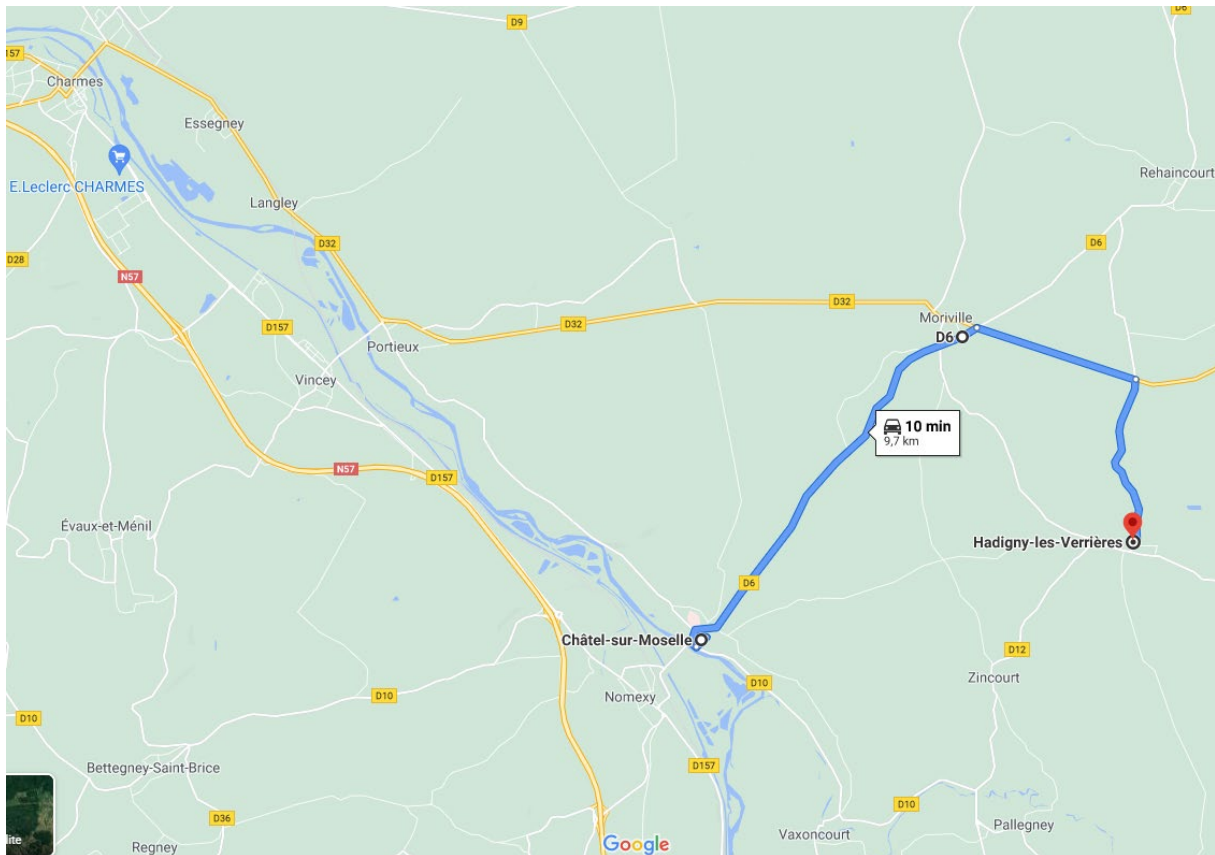 D9
D6
157
Charmes
Essegney
E.Leclerc CHARMES
Rehaincourt
Langley
D32
D6
D28
N57
D32
D157
D32
Moriville
D6
Portieux
Vincey
10 min
9,7 km
N57
D157
Évaux-et-Ménil
Hadigny-les-Verrières
D6
Châtel-sur-Moselle
D12
Zincourt
D10
D10
Nomexy
D10
Bettegney-Saint-Brice
D157
D10
D36
Pallegney
Vaxoncourt
lite
Regney
Google